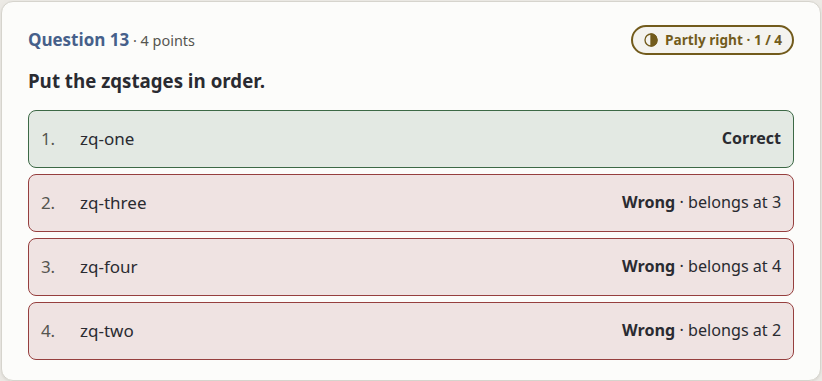 Question 13 · 4 points
Partly right · 1 / 4
Put the zqstages in order.
1. zq-one Correct
2. zq-three Wrong · belongs at 3
3. zq-four Wrong · belongs at 4
4. zq-two Wrong · belongs at 2